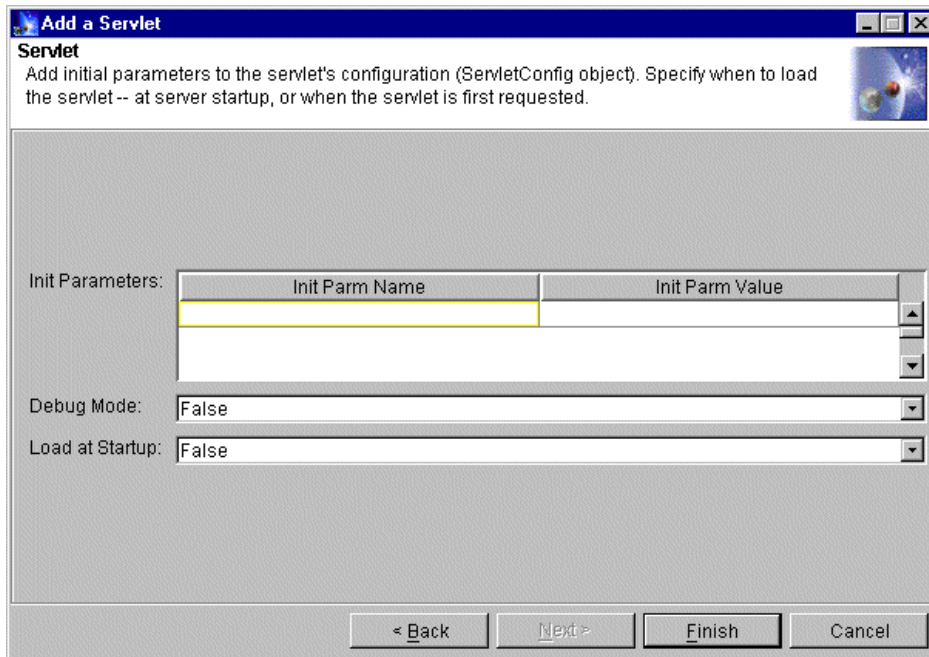 Add a Servlet
Servlet
Add initial parameters to the servlet's configuration (ServletConfig object). Specify when to load
the servlet -- at server startup, or when the servlet is first requested.
Init Parameters:
Init Parm Name Init Parm Value
Debug Mode: False
Load at Startup: False
< Back Next > Finish Cancel